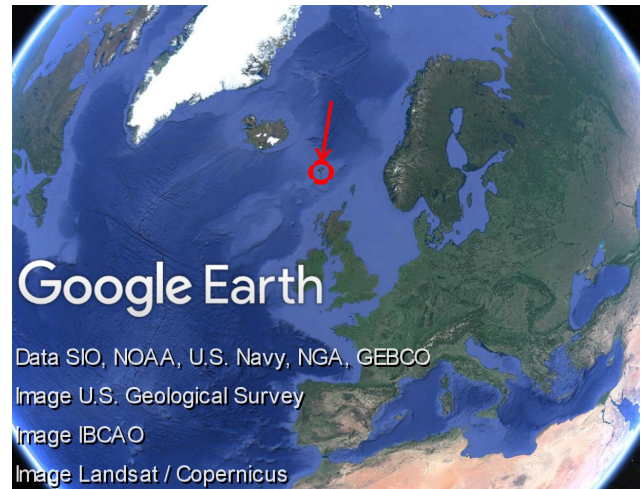 Google Earth
Data SIO, NOAA, U.S. Navy, NGA, GEBCO
Image U.S. Geological Survey
Image IBCAO
Image Landsat / Copernicus